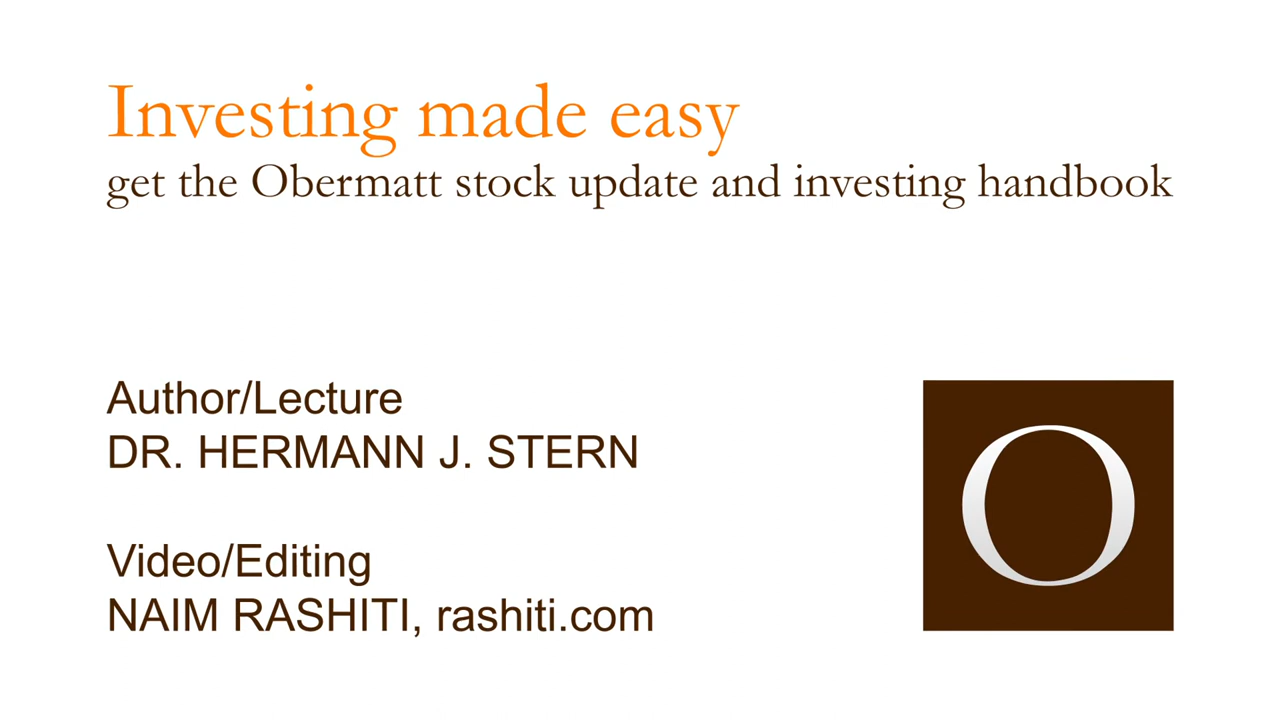 Investing made easy
get the Obermatt stock update and investing handbook
Author/Lecture
DR. HERMANN J. STERN
Video/Editing
NAIM RASHITI, rashiti.com
O